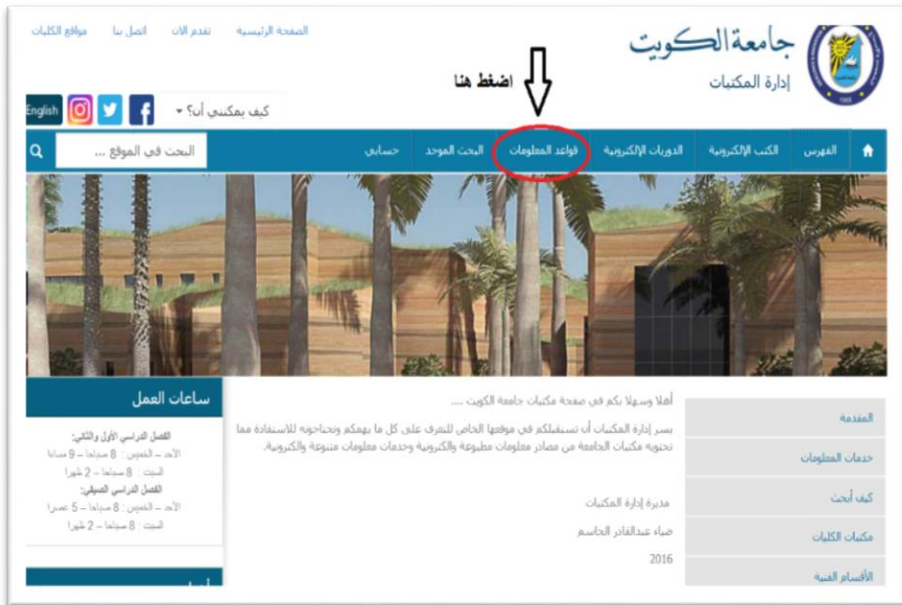 جامعة الكويت
إدارة المكتبات
الصفحة الرئيسية تقدم الان اتصل بنا مواقع الكليات
اضغط هنا
كيف يمكنني أن؟
English
الفهرس الكتب الإلكترونية الدوريات الإلكترونية قواعد المعلومات البحث الموحد حسابي
البحث في الموقع ...
المقدمة
خدمات المعلومات
كيف أبحث
مكتبات الكليات
الأقسام الفنية
أهلا وسهلا بكم في صفحة مكتبات جامعة الكويت ....
يسر إدارة المكتبات أن تستقبلكم في موقعها الخاص للتعرف على كل ما يهمكم وتحتاجونه للاستفادة مما
تحتويه مكتبات الجامعة من مصادر معلومات مطبوعة والكترونية وخدمات معلومات متنوعة والكترونية.
مديرة إدارة المكتبات
ضياء عبدالقادر الجاسم
2016
ساعات العمل
الفصل الدراسي الأول والثاني:
الأحد – الخميس : 8 صباحا – 9 مساءا
السبت : 8 صباحا – 2 ظهرا
الفصل الدراسي الصيفي:
الأحد – الخميس : 8 صباحا – 5 عصرا
السبت : 8 صباحا – 2 ظهرا